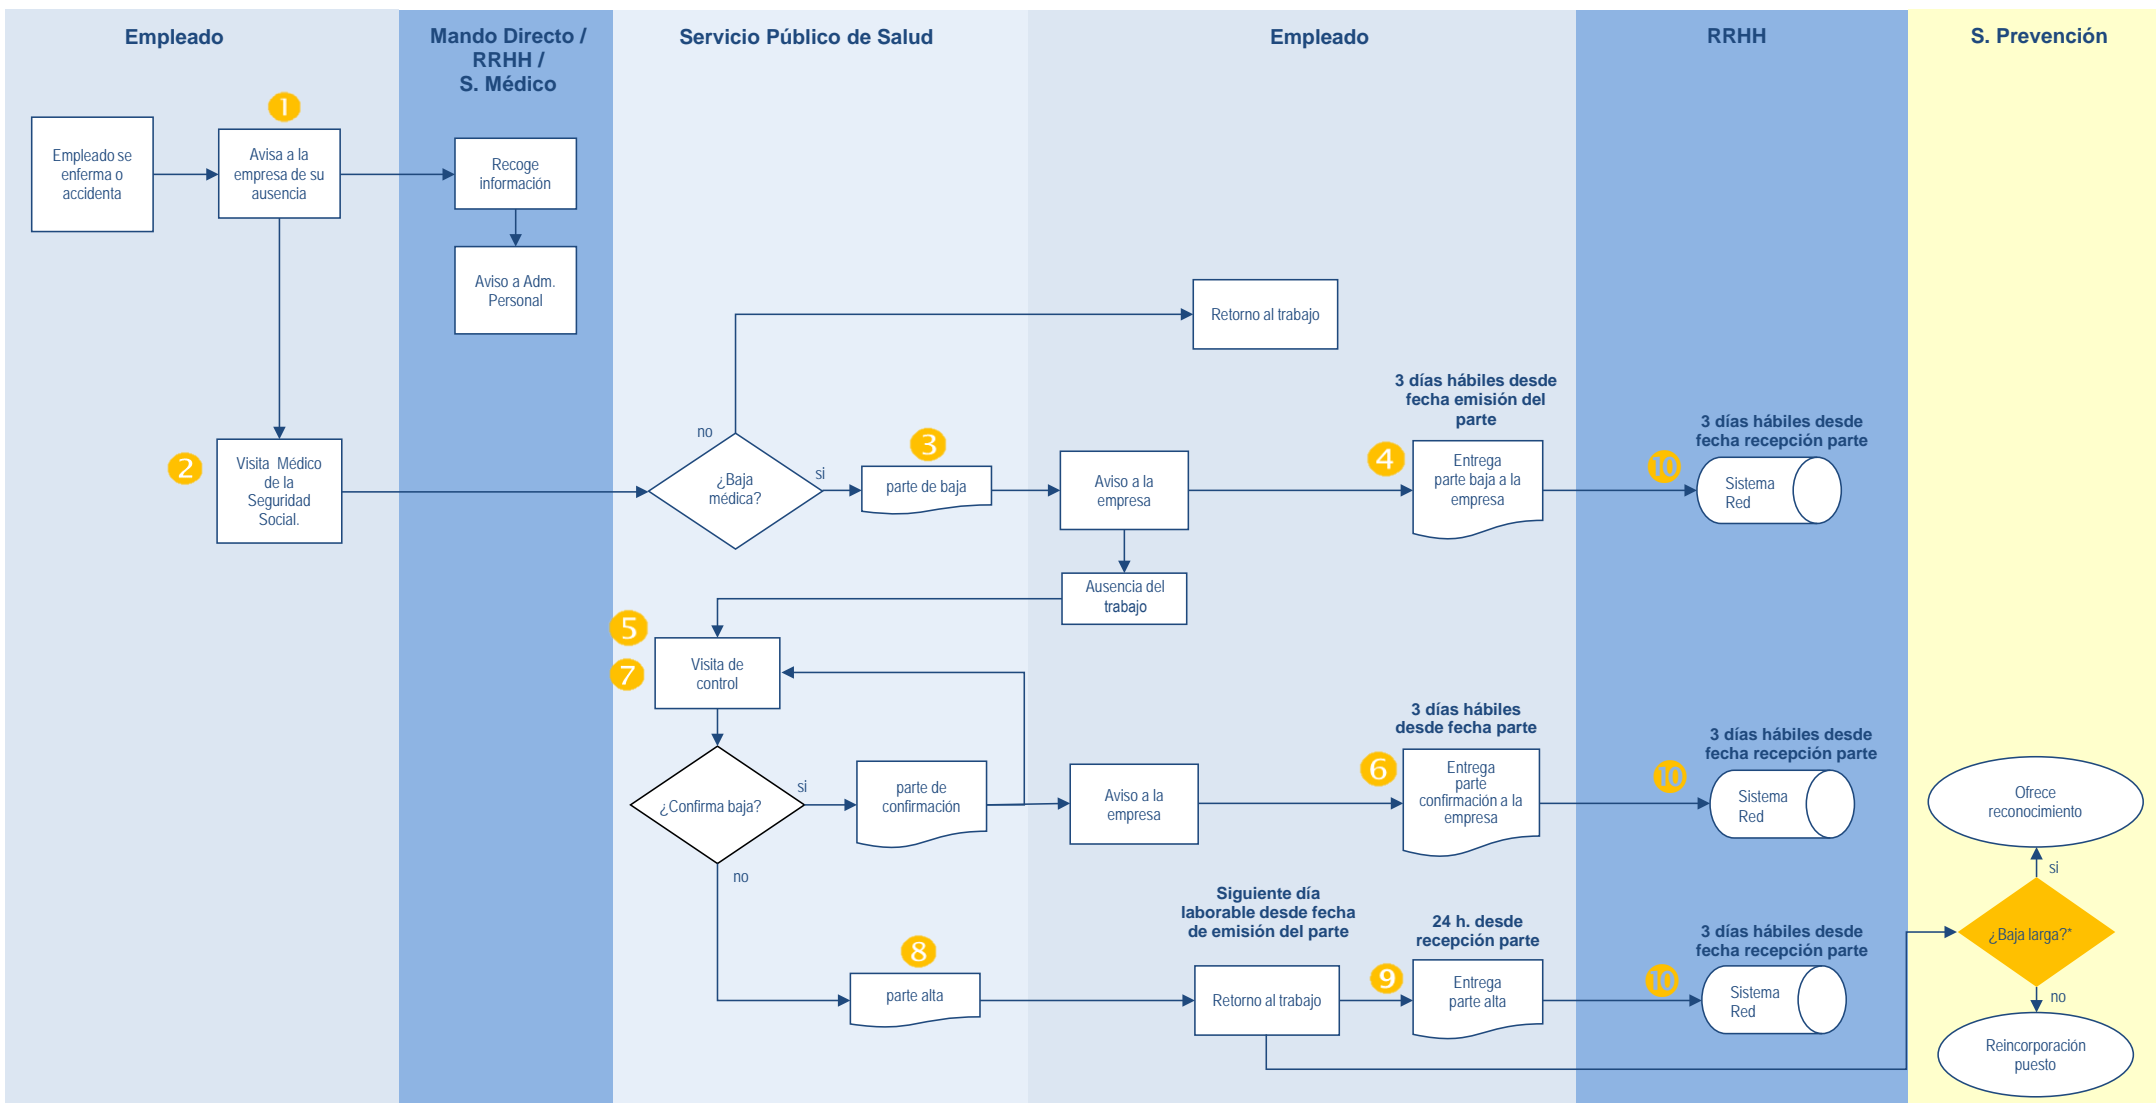 Empleado
Mando Directo /
RRHH /
S. Médico
Servicio Público de Salud
Empleado
RRHH
S. Prevención
1
Empleado se
enferma o
accidenta
Avisa a la
empresa de su
ausencia
Recoge
información
Aviso a Adm.
Personal
Retorno al trabajo
2
Visita Médico
de la
Seguridad
Social.
no
¿Baja
médica?
si
3
parte de baja
Aviso a la
empresa
3 días hábiles desde
fecha emisión del
parte
4
Entrega
parte baja a la
empresa
3 días hábiles desde
fecha recepción parte
10
Sistema
Red
Ausencia del
trabajo
5
7
Visita de
control
¿Confirma baja?
si
parte de
confirmación
Aviso a la
empresa
3 días hábiles
desde fecha parte
6
Entrega
parte
confirmación a la
empresa
3 días hábiles desde
fecha recepción parte
10
Sistema
Red
Ofrece
reconocimiento
si
no
8
parte alta
Siguiente día
laborable desde fecha
de emisión del parte
Retorno al trabajo
24 h. desde
recepción parte
9
Entrega
parte alta
3 días hábiles desde
fecha recepción parte
10
Sistema
Red
¿Baja larga?*
no
Reincorporación
puesto